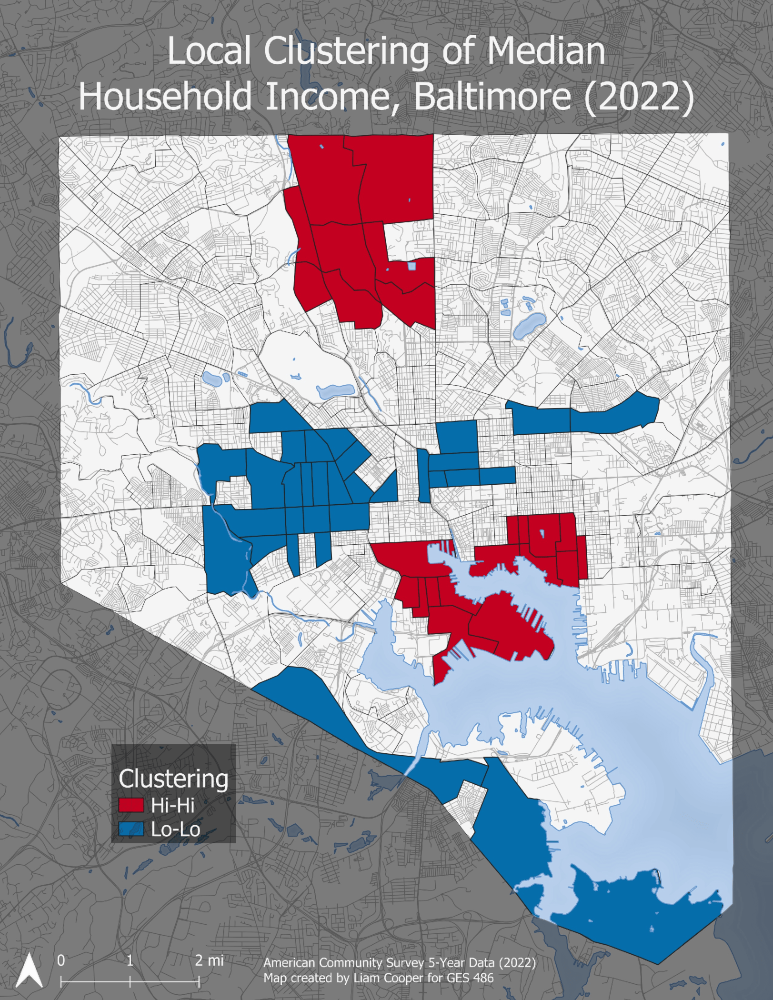 Local Clustering of Median
Household Income, Baltimore (2022)
Clustering
Hi-Hi
Lo-Lo
0 1 2 mi
American Community Survey 5-Year Data (2022)
Map created by Liam Cooper for GES 486